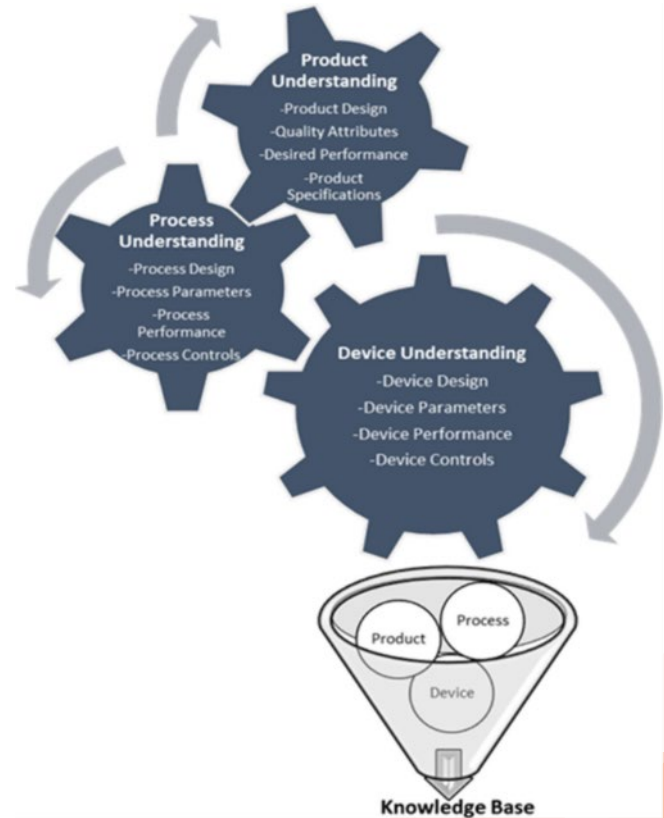 Product
Understanding
-Product Design
-Quality Attributes
-Desired Performance
-Product
Specifications
Process
Understanding
-Process Design
-Process Parameters
-Process
Performance
-Process Controls
Device Understanding
-Device Design
-Device Parameters
-Device Performance
-Device Controls
Process
Product
Device
Knowledge Base